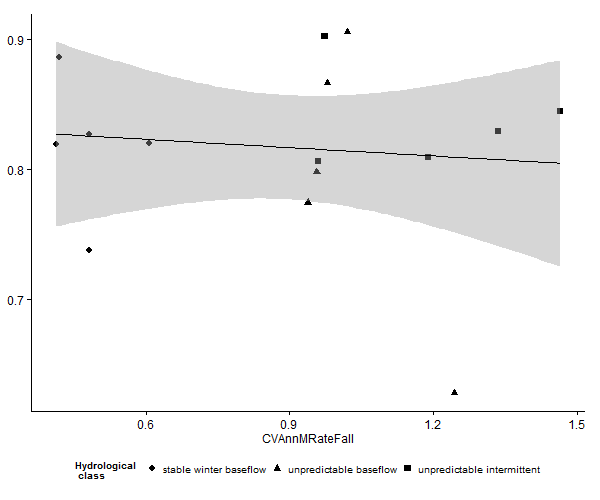 0.9
0.8
0.7
0.6 0.9 1.2 1.5
CVAnnMRateFall
Hydrological
class
stable winter baseflow unpredictable baseflow unpredictable intermittent